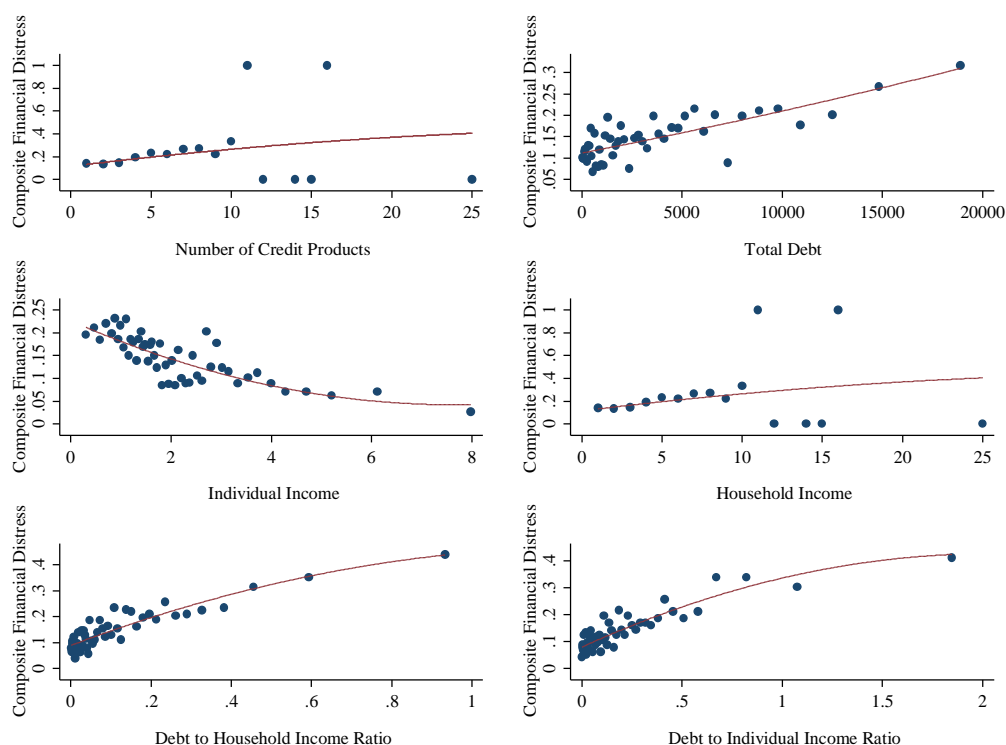 Composite Financial Distress
0 .2 .4 .6 .8 1
0 5 10 15 20 25
Number of Credit Products
Composite Financial Distress
.05 .1 .15 .2 .25 .3
0 5000 10000 15000 20000
Total Debt
Composite Financial Distress
0 .05 .1 .15 .2 .25
0 2 4 6 8
Individual Income
Composite Financial Distress
0 .2 .4 .6 .8 1
0 5 10 15 20 25
Household Income
Composite Financial Distress
0 .1 .2 .3 .4
0 .2 .4 .6 .8 1
Debt to Household Income Ratio
Composite Financial Distress
0 .1 .2 .3 .4
0 .5 1 1.5 2
Debt to Individual Income Ratio